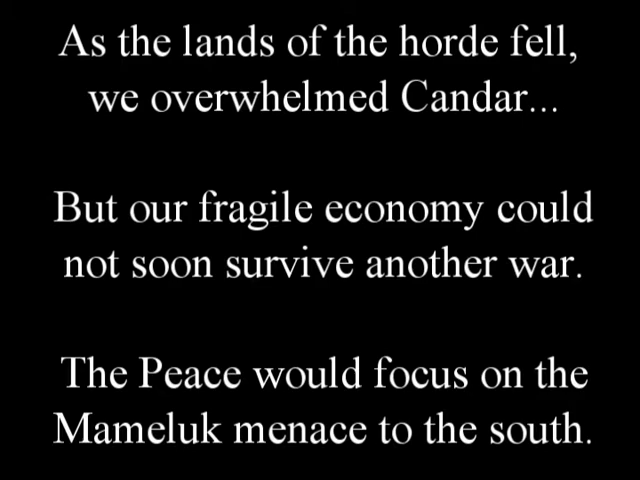 As the lands of the horde fell,
we overwhelmed Candar...
But our fragile economy could
not soon survive another war.
The Peace would focus on the
Mameluk menace to the south.